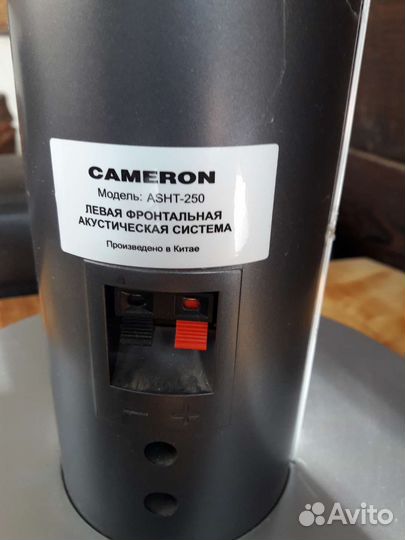 CAMERON
Модель: ASHT-250
ЛЕВАЯ ФРОНТАЛЬНАЯ
АКУСТИЧЕСКАЯ СИСТЕМА
Произведено в Китае
- +
Avito